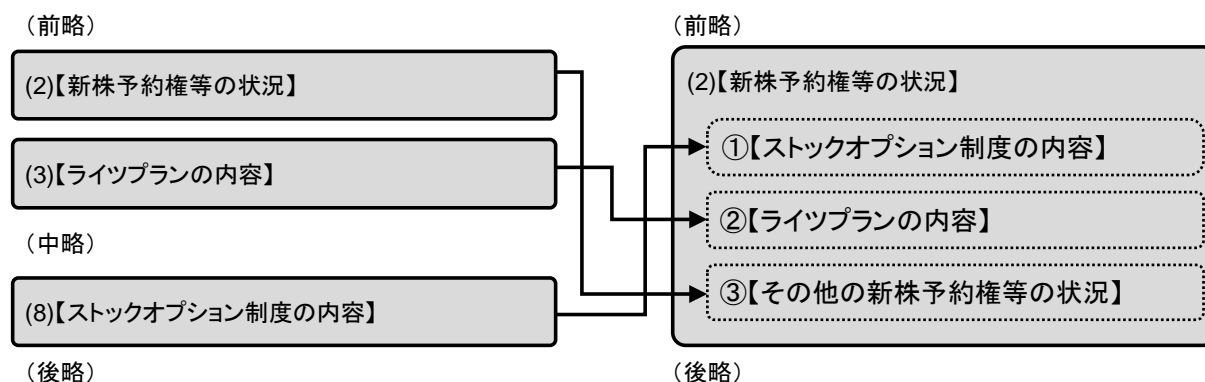 （前略）
(2)【新株予約権等の状況】
(3)【ライツプランの内容】
（中略）
(8)【ストックオプション制度の内容】
（後略）
（前略）
(2)【新株予約権等の状況】
①【ストックオプション制度の内容】
②【ライツプランの内容】
③【その他の新株予約権等の状況】
（後略）